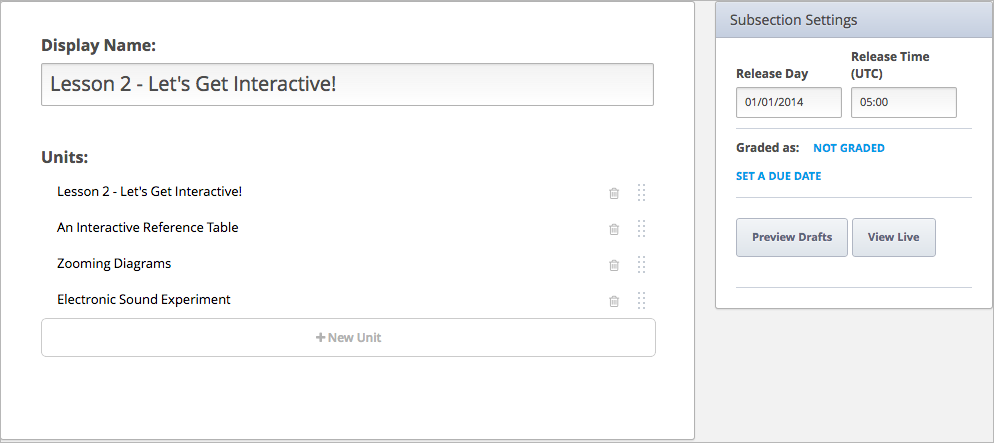 Display Name:
Lesson 2 - Let's Get Interactive!
Units:
Lesson 2 - Let's Get Interactive!
An Interactive Reference Table
Zooming Diagrams
Electronic Sound Experiment
+ New Unit
Subsection Settings
Release Day
Release Time
(UTC)
01/01/2014
05:00
Graded as: NOT GRADED
SET A DUE DATE
Preview Drafts
View Live